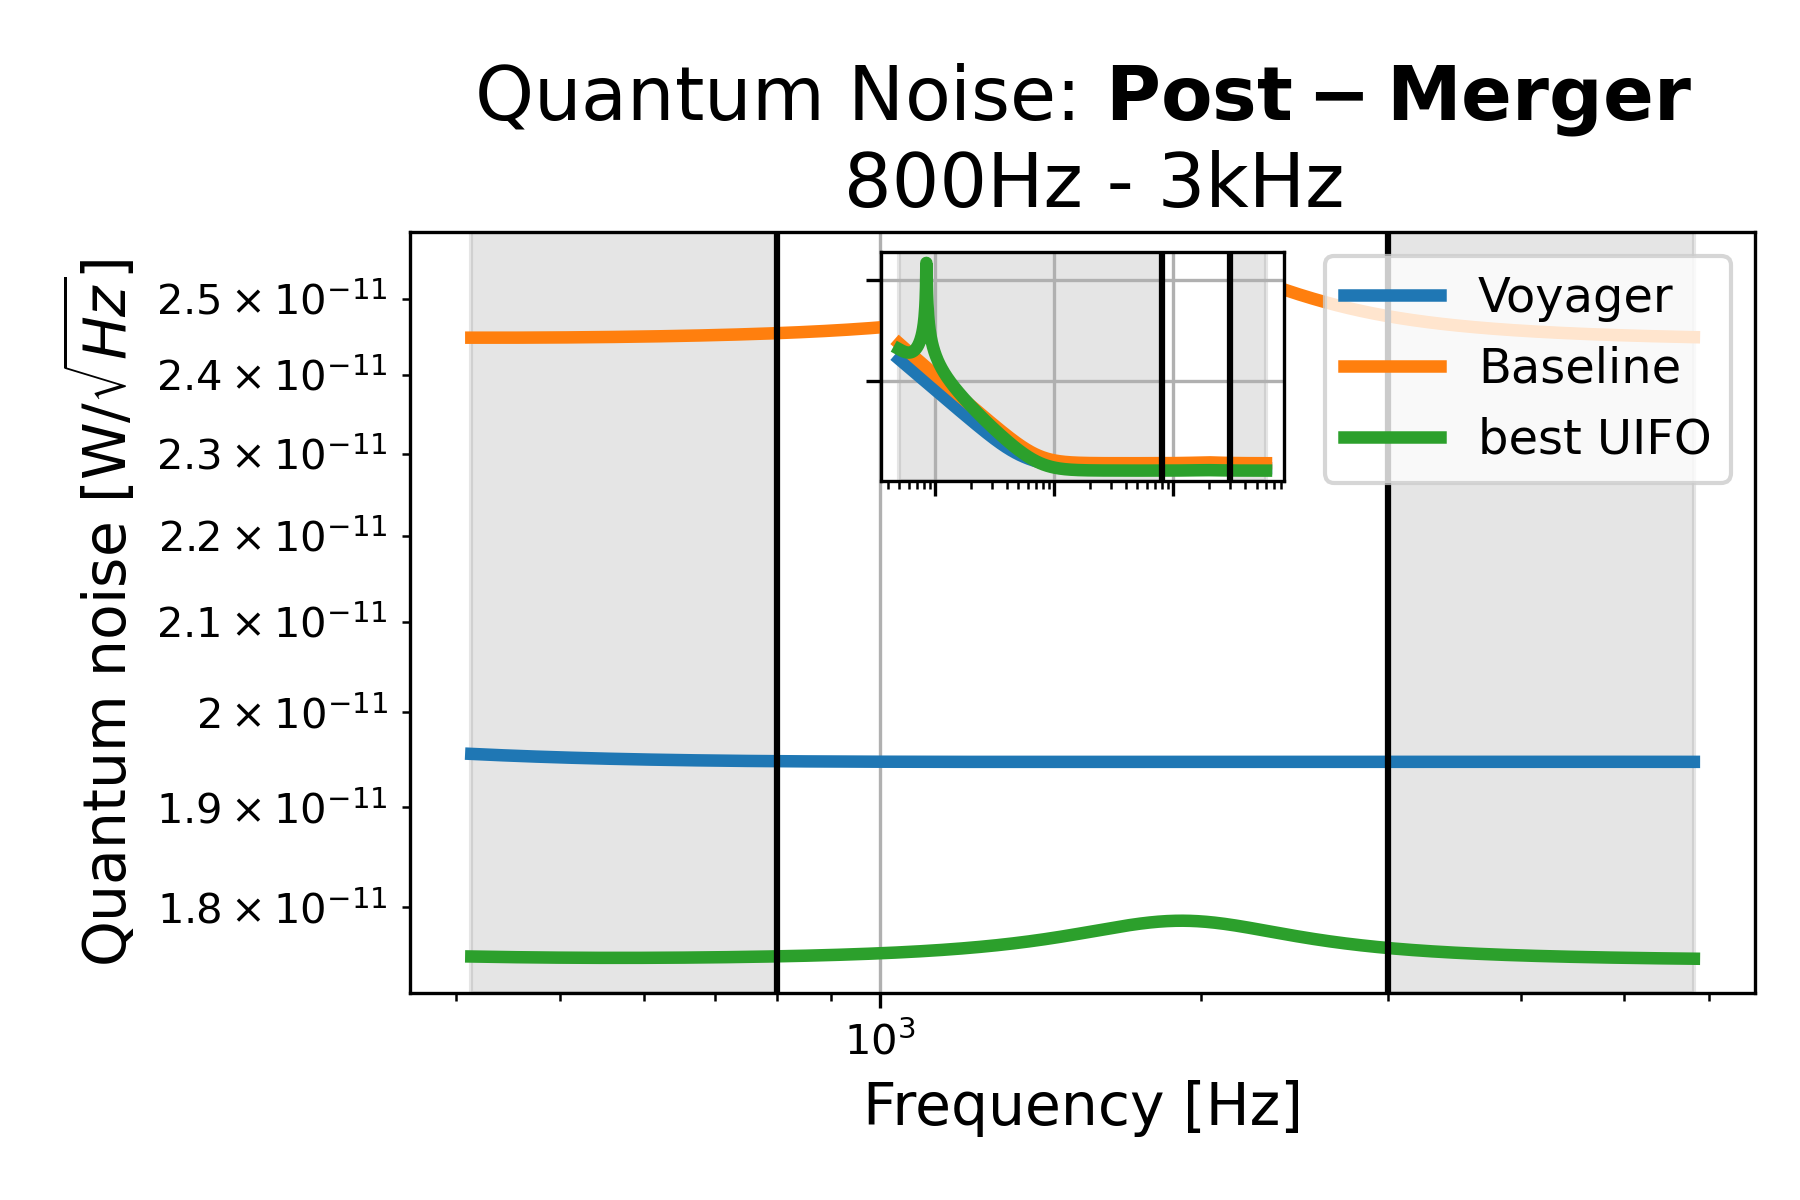 Quantum Noise: Post − Merger
800Hz - 3kHz
Quantum noise [W/√Hz]
2.5 × 10⁻¹¹
2.4 × 10⁻¹¹
2.3 × 10⁻¹¹
2.2 × 10⁻¹¹
2.1 × 10⁻¹¹
2 × 10⁻¹¹
1.9 × 10⁻¹¹
1.8 × 10⁻¹¹
Voyager
Baseline
best UIFO
10³
Frequency [Hz]